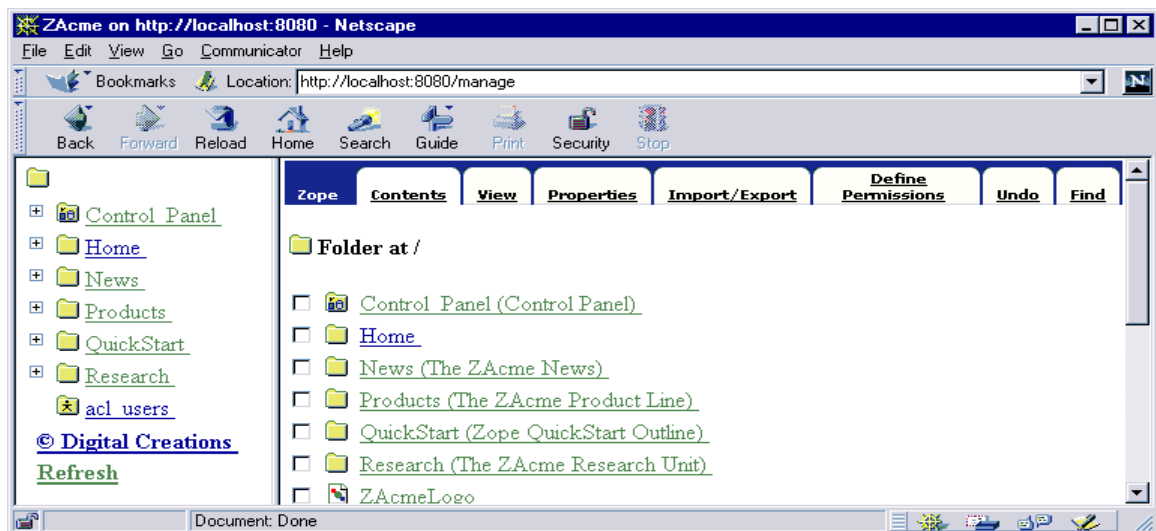 ZAcme on http://localhost:8080 - Netscape
File Edit View Go Communicator Help
Bookmarks Location: http://localhost:8080/manage
N
Back Forward Reload Home Search Guide Print Security Stop
Zope Contents View Properties Import/Export Define Permissions Undo Find
Control_Panel
Home
News
Products
QuickStart
Research
acl_users
© Digital Creations
Refresh
Folder at /
Control_Panel (Control Panel)
Home
News (The ZAcme News)
Products (The ZAcme Product Line)
QuickStart (Zope QuickStart Outline)
Research (The ZAcme Research Unit)
ZAcmeLogo
Document: Done